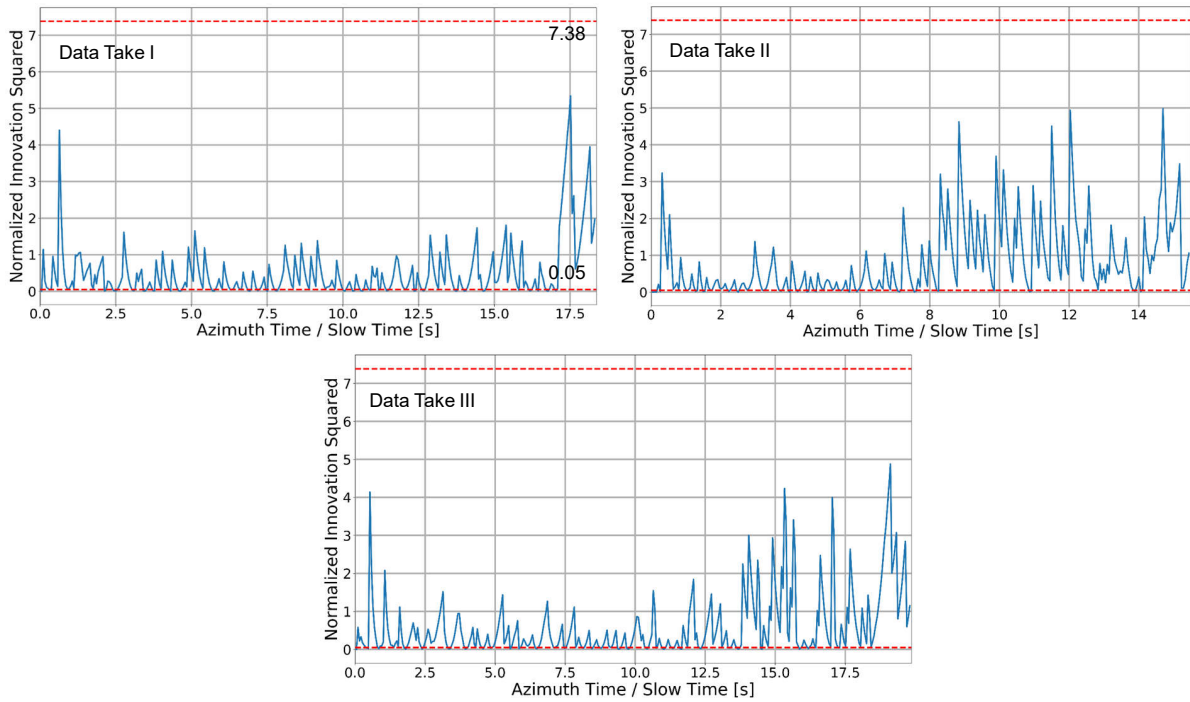 Data Take I
7.38
0.05
Normalized Innovation Squared
7
6
5
4
3
2
1
0
0.0 2.5 5.0 7.5 10.0 12.5 15.0 17.5
Azimuth Time / Slow Time [s]
Data Take II
Normalized Innovation Squared
7
6
5
4
3
2
1
0
0 2 4 6 8 10 12 14
Azimuth Time / Slow Time [s]
Data Take III
Normalized Innovation Squared
7
6
5
4
3
2
1
0
0.0 2.5 5.0 7.5 10.0 12.5 15.0 17.5
Azimuth Time / Slow Time [s]